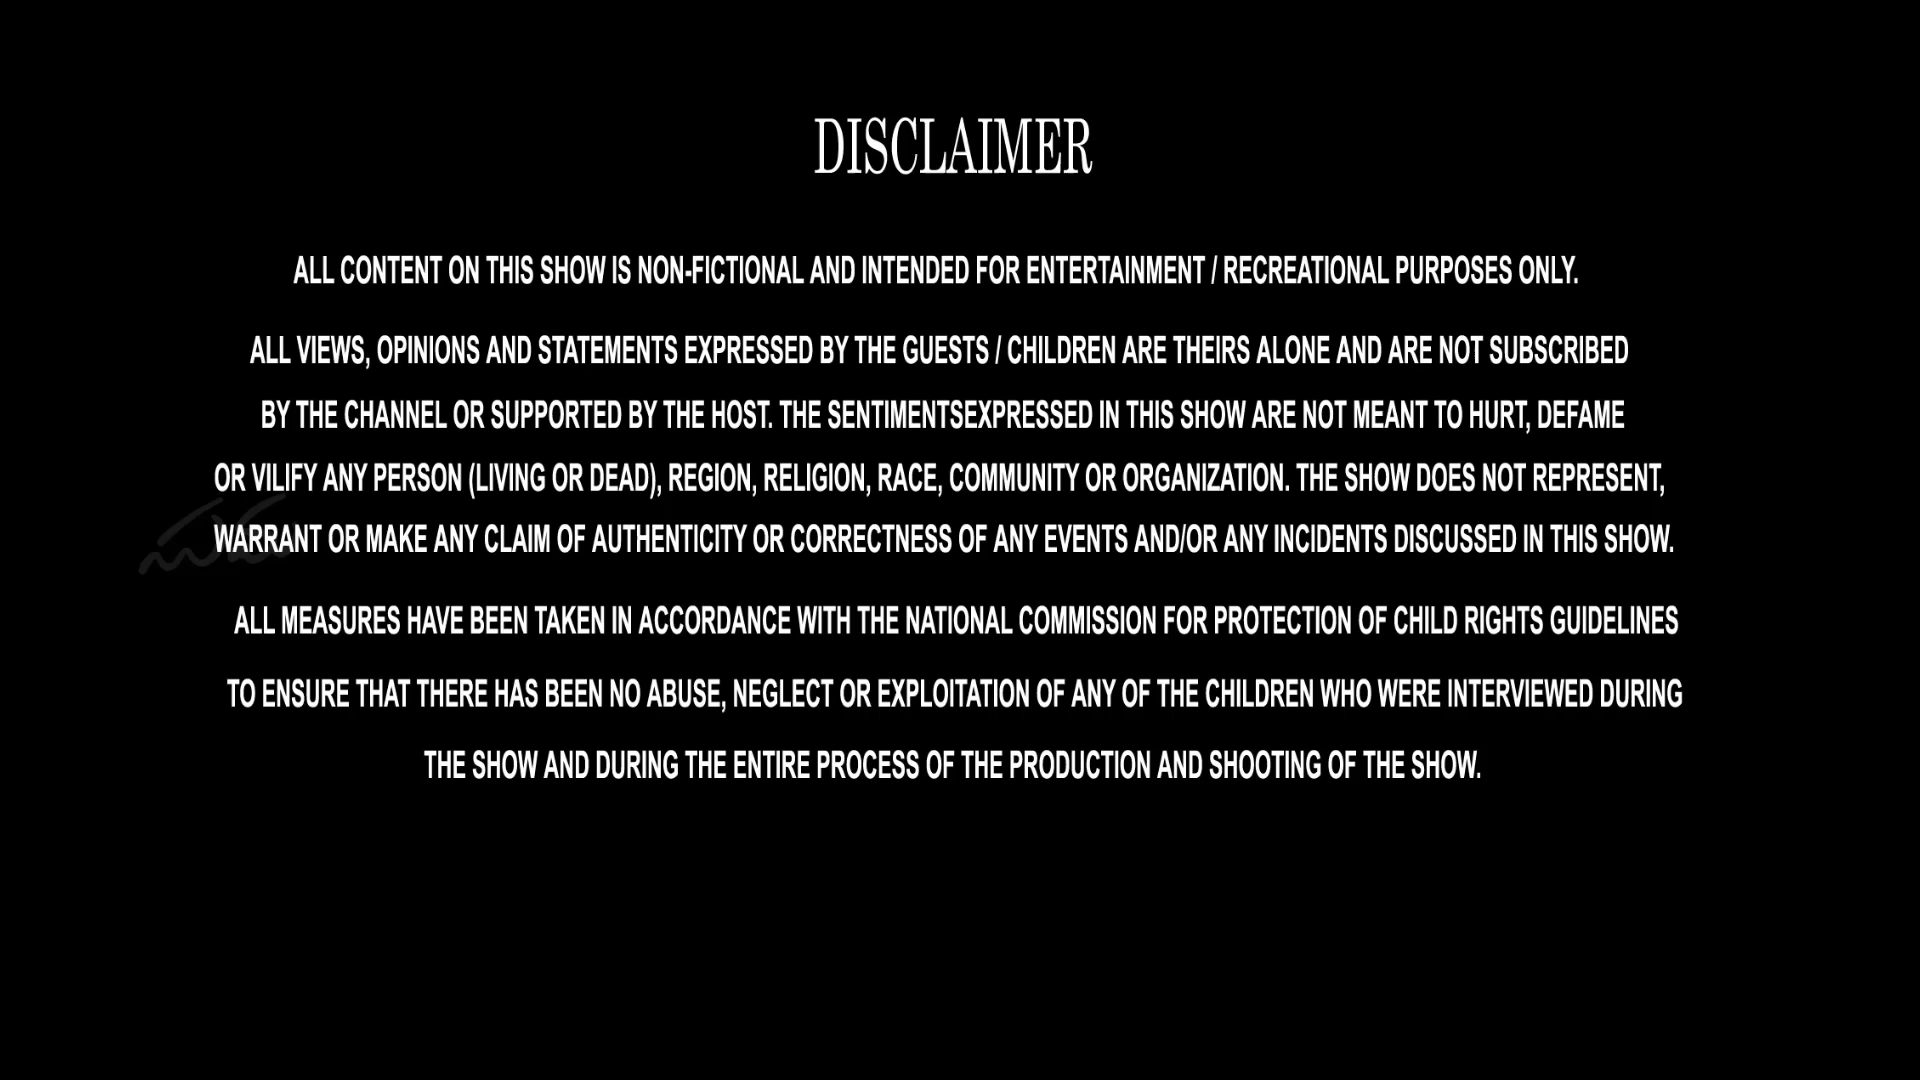 DISCLAIMER
ALL CONTENT ON THIS SHOW IS NON-FICTIONAL AND INTENDED FOR ENTERTAINMENT / RECREATIONAL PURPOSES ONLY.
ALL VIEWS, OPINIONS AND STATEMENTS EXPRESSED BY THE GUESTS / CHILDREN ARE THEIRS ALONE AND ARE NOT SUBSCRIBED
BY THE CHANNEL OR SUPPORTED BY THE HOST. THE SENTIMENTSEXPRESSED IN THIS SHOW ARE NOT MEANT TO HURT, DEFAME
OR VILIFY ANY PERSON (LIVING OR DEAD), REGION, RELIGION, RACE, COMMUNITY OR ORGANIZATION. THE SHOW DOES NOT REPRESENT,
WARRANT OR MAKE ANY CLAIM OF AUTHENTICITY OR CORRECTNESS OF ANY EVENTS AND/OR ANY INCIDENTS DISCUSSED IN THIS SHOW.
ALL MEASURES HAVE BEEN TAKEN IN ACCORDANCE WITH THE NATIONAL COMMISSION FOR PROTECTION OF CHILD RIGHTS GUIDELINES
TO ENSURE THAT THERE HAS BEEN NO ABUSE, NEGLECT OR EXPLOITATION OF ANY OF THE CHILDREN WHO WERE INTERVIEWED DURING
THE SHOW AND DURING THE ENTIRE PROCESS OF THE PRODUCTION AND SHOOTING OF THE SHOW.